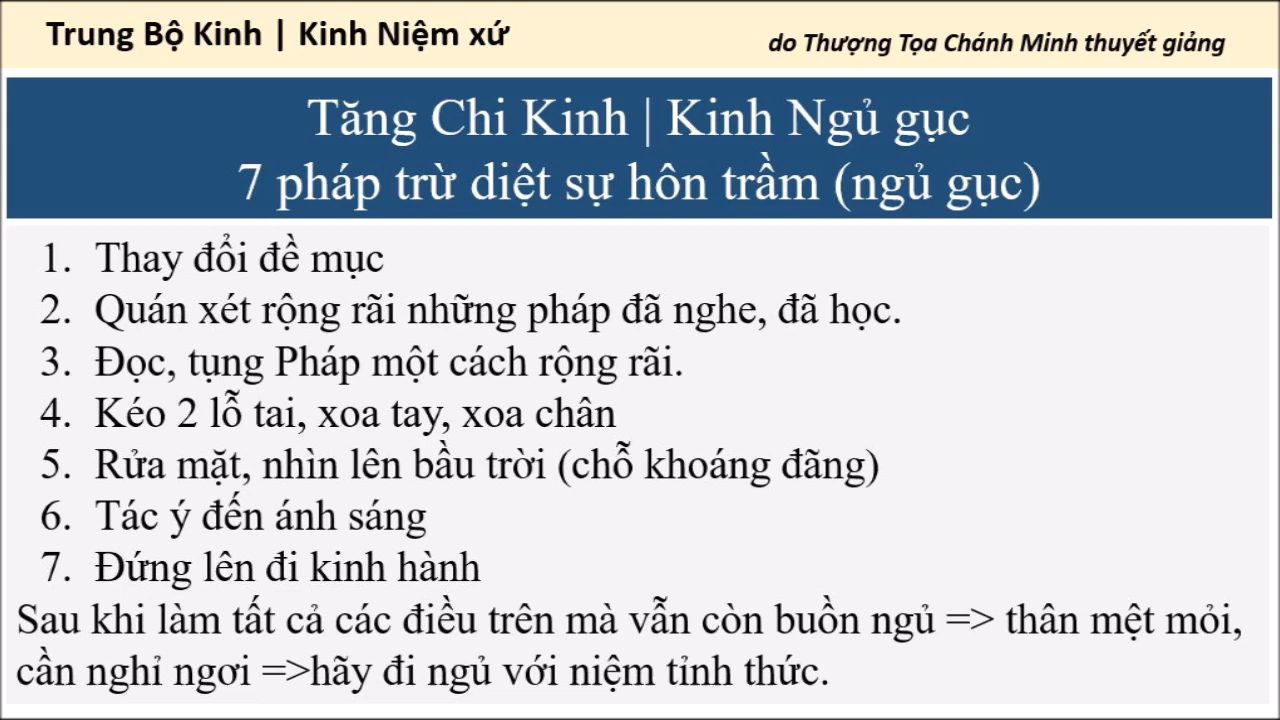 Trung Bộ Kinh | Kinh Niệm xứ
do Thượng Tọa Chánh Minh thuyết giảng
Tăng Chi Kinh | Kinh Ngủ gục
7 pháp trừ diệt sự hôn trầm (ngủ gục)
1. Thay đổi đề mục
2. Quán xét rộng rãi những pháp đã nghe, đã học.
3. Đọc, tụng Pháp một cách rộng rãi.
4. Kéo 2 lỗ tai, xoa tay, xoa chân
5. Rửa mặt, nhìn lên bầu trời (chỗ khoáng đãng)
6. Tác ý đến ánh sáng
7. Đứng lên đi kinh hành
Sau khi làm tất cả các điều trên mà vẫn còn buồn ngủ => thân mệt mỏi,
cần nghỉ ngơi =>hãy đi ngủ với niệm tỉnh thức.